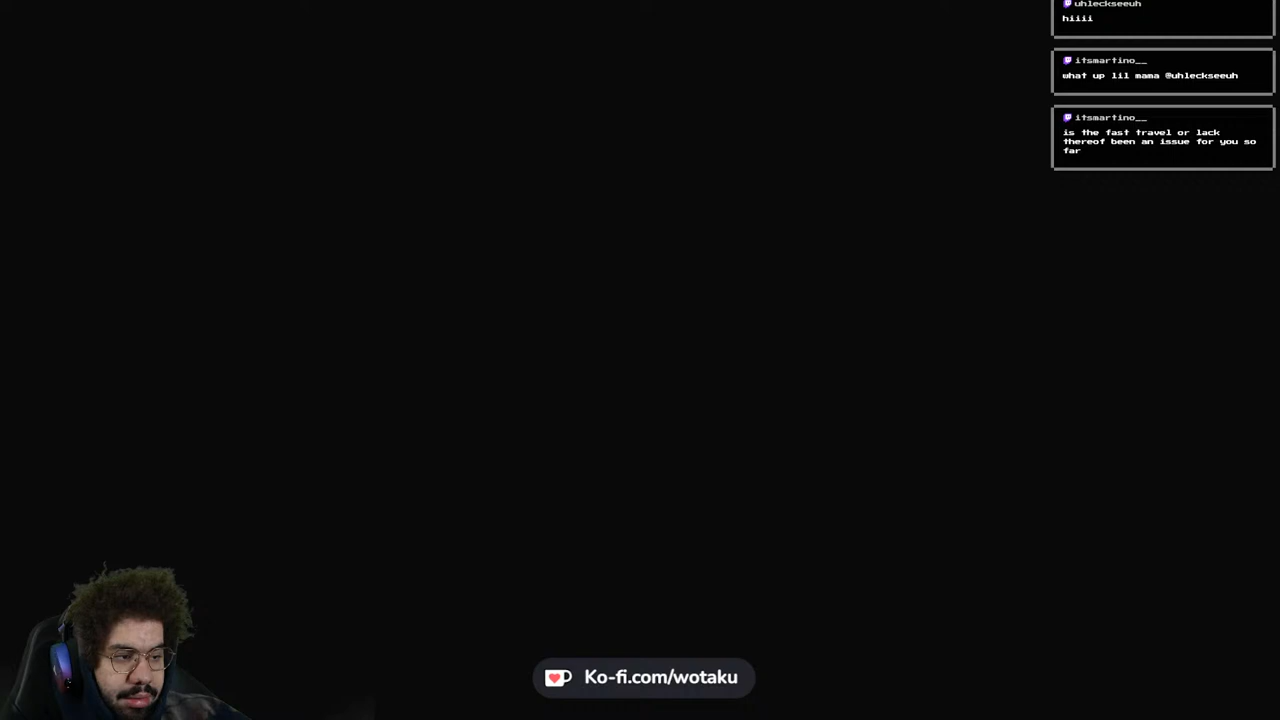 uhleckseeuh
hiiii
itsmartino__
what up lil mama @uhleckseeuh
itsmartino__
is the fast travel or lack
thereof been an issue for you so
far
Ko-fi.com/wotaku